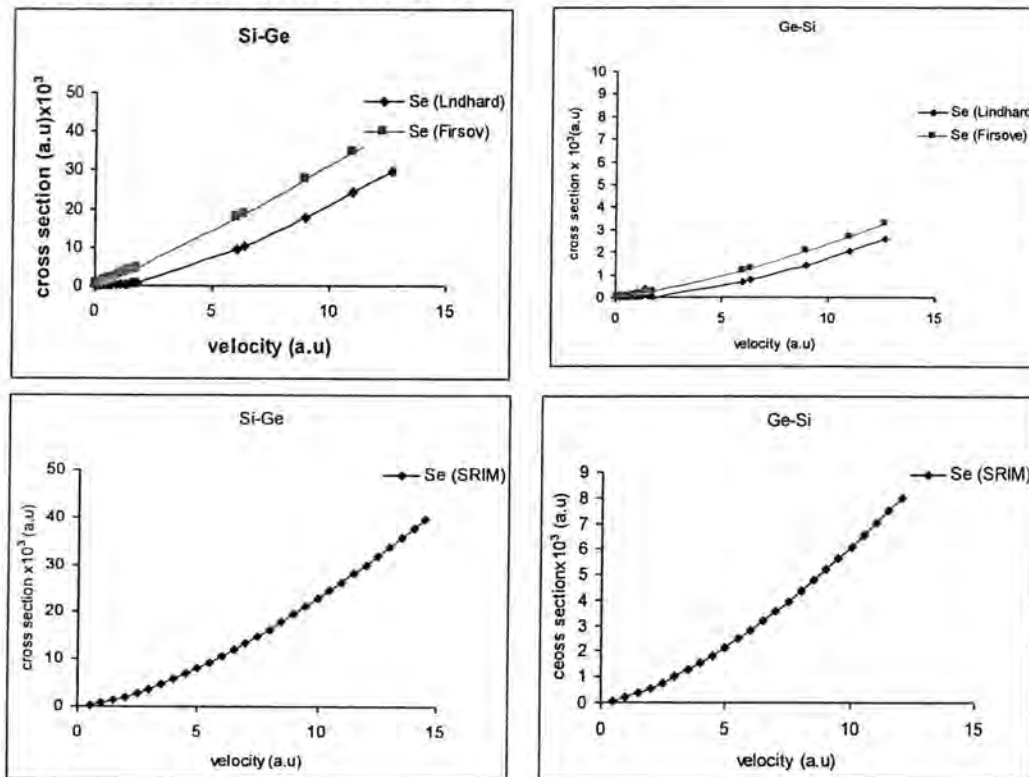 Si-Ge
cross section (a.u)x10³
50
40
30
20
10
0
0 5 10 15
velocity (a.u)
Se (Lndhard)
Se (Firsov)
Ge-Si
cross section x 10³(a.u)
10
9
8
7
6
5
4
3
2
1
0
0 5 10 15
velocity (a.u)
Se (Lindhard)
Se (Firsove)
Si-Ge
cross section x10³ (a.u)
50
40
30
20
10
0
0 5 10 15
velocity (a.u)
Se (SRIM)
Ge-Si
ceoss sectionx10³ (a.u)
9
8
7
6
5
4
3
2
1
0
0 5 10 15
velocity (a.u)
Se (SRIM)